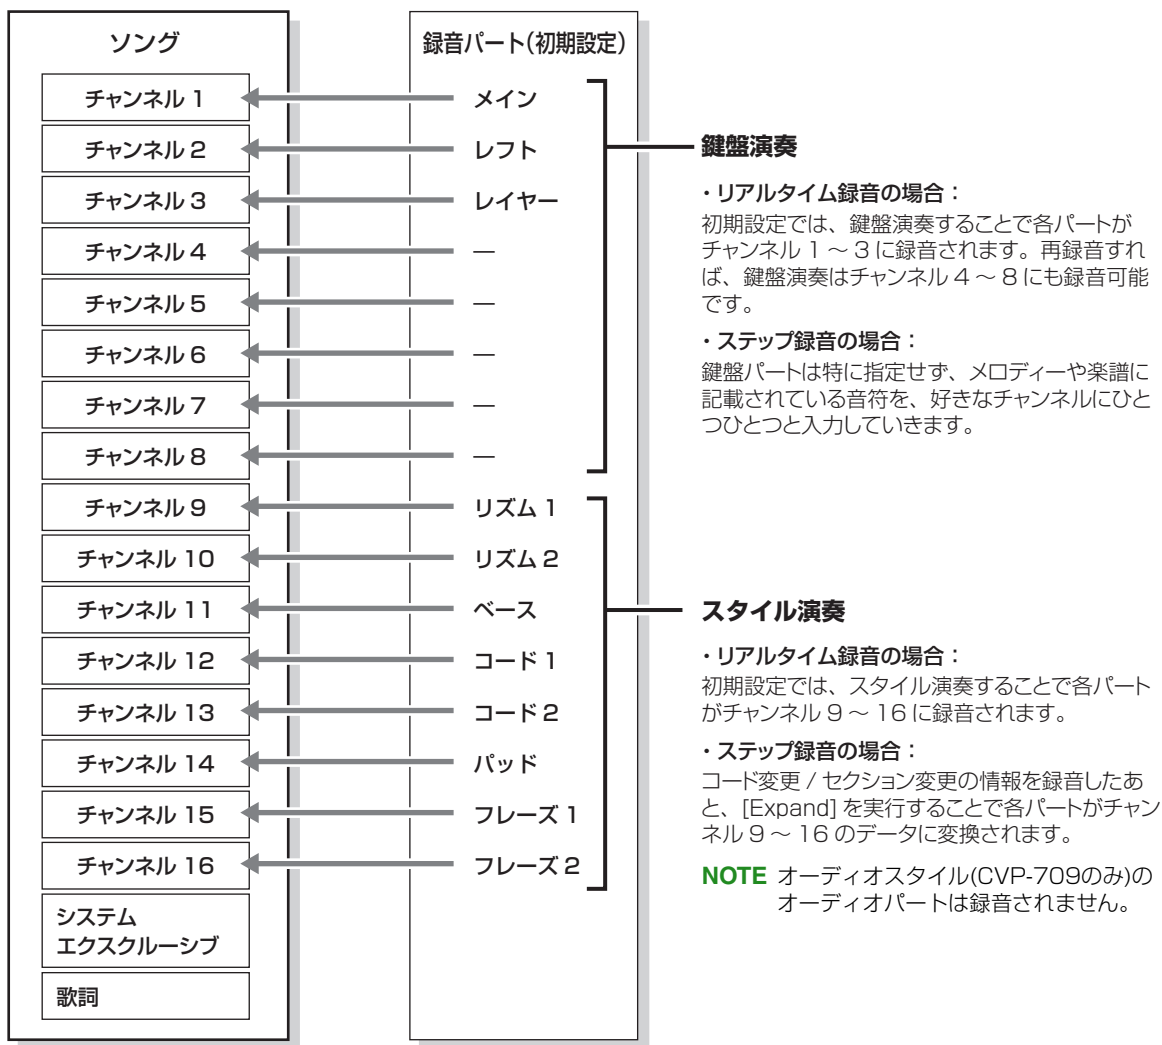 ソング
録音パート(初期設定)
チャンネル 1
メイン
チャンネル 2
レフト
チャンネル 3
レイヤー
チャンネル 4
—
チャンネル 5
—
チャンネル 6
—
チャンネル 7
—
チャンネル 8
—
チャンネル 9
リズム 1
チャンネル 10
リズム 2
チャンネル 11
ベース
チャンネル 12
コード 1
チャンネル 13
コード 2
チャンネル 14
パッド
チャンネル 15
フレーズ 1
チャンネル 16
フレーズ 2
システム
エクスクルーシブ
歌詞
鍵盤演奏
・リアルタイム録音の場合：
初期設定では、鍵盤演奏することで各パートが
チャンネル 1 ～ 3 に録音されます。再録音すれ
ば、鍵盤演奏はチャンネル 4 ～ 8 にも録音可能
です。
・ステップ録音の場合：
鍵盤パートは特に指定せず、メロディーや楽譜に
記載されている音符を、好きなチャンネルにひと
つひとつと入力していきます。
スタイル演奏
・リアルタイム録音の場合：
初期設定では、スタイル演奏することで各パート
がチャンネル 9 ～ 16 に録音されます。
・ステップ録音の場合：
コード変更 / セクション変更の情報を録音したあ
と、[Expand] を実行することで各パートがチャン
ネル 9 ～ 16 のデータに変換されます。
NOTE オーディオスタイル(CVP-709のみ)の
オーディオパートは録音されません。